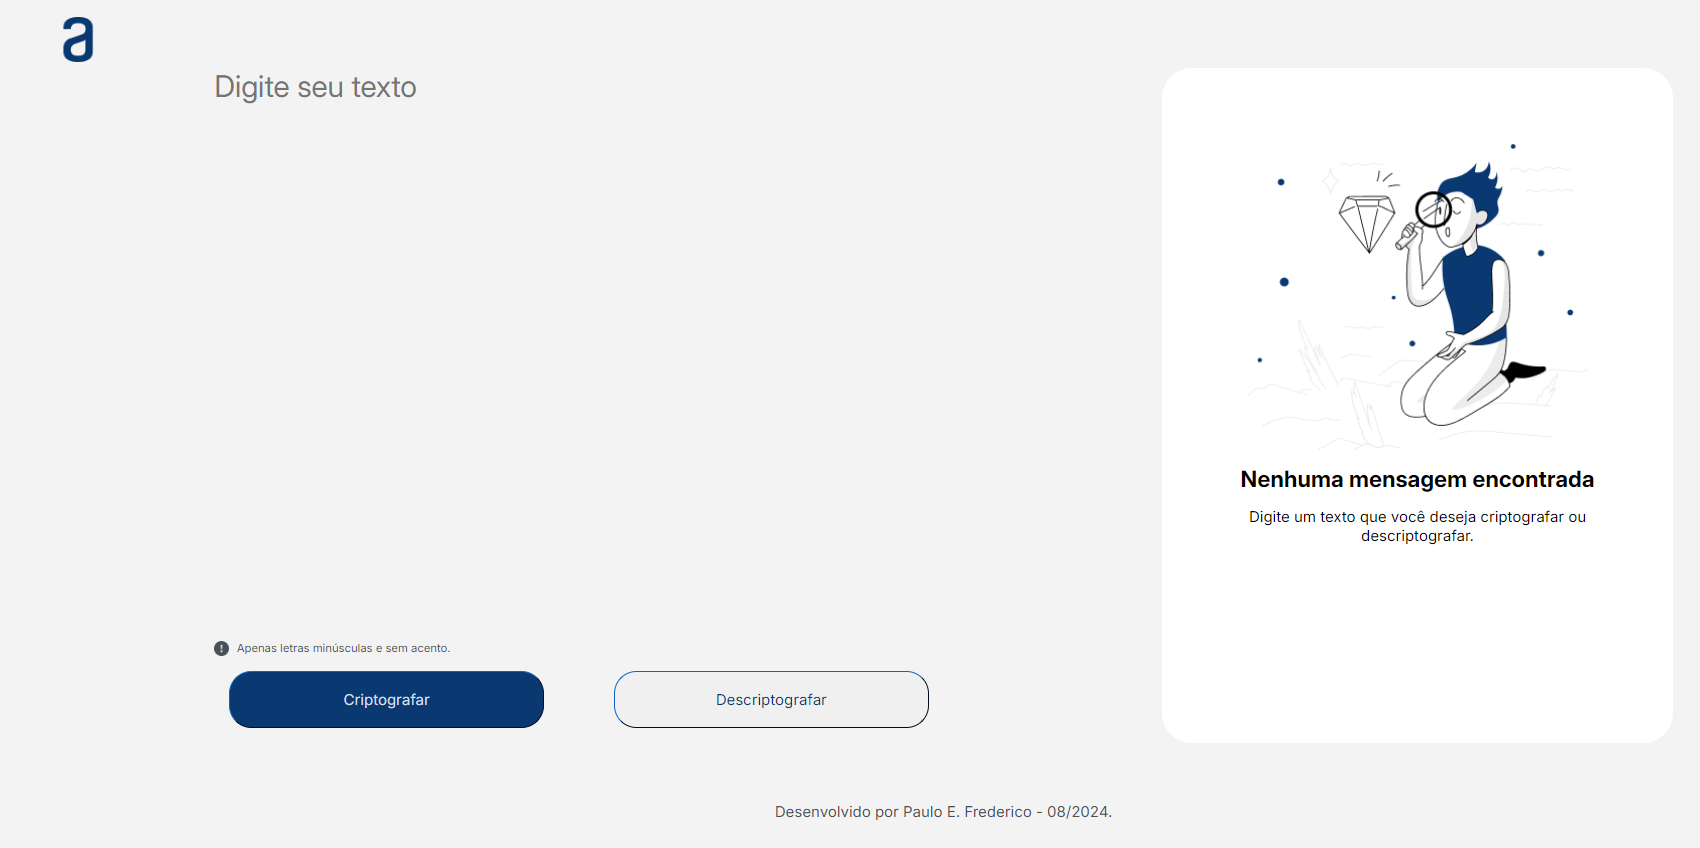 a
Digite seu texto
Nenhuma mensagem encontrada
Digite um texto que você deseja criptografar ou
descriptografar.
Apenas letras minúsculas e sem acento.
Criptografar
Descriptografar
Desenvolvido por Paulo E. Frederico - 08/2024.